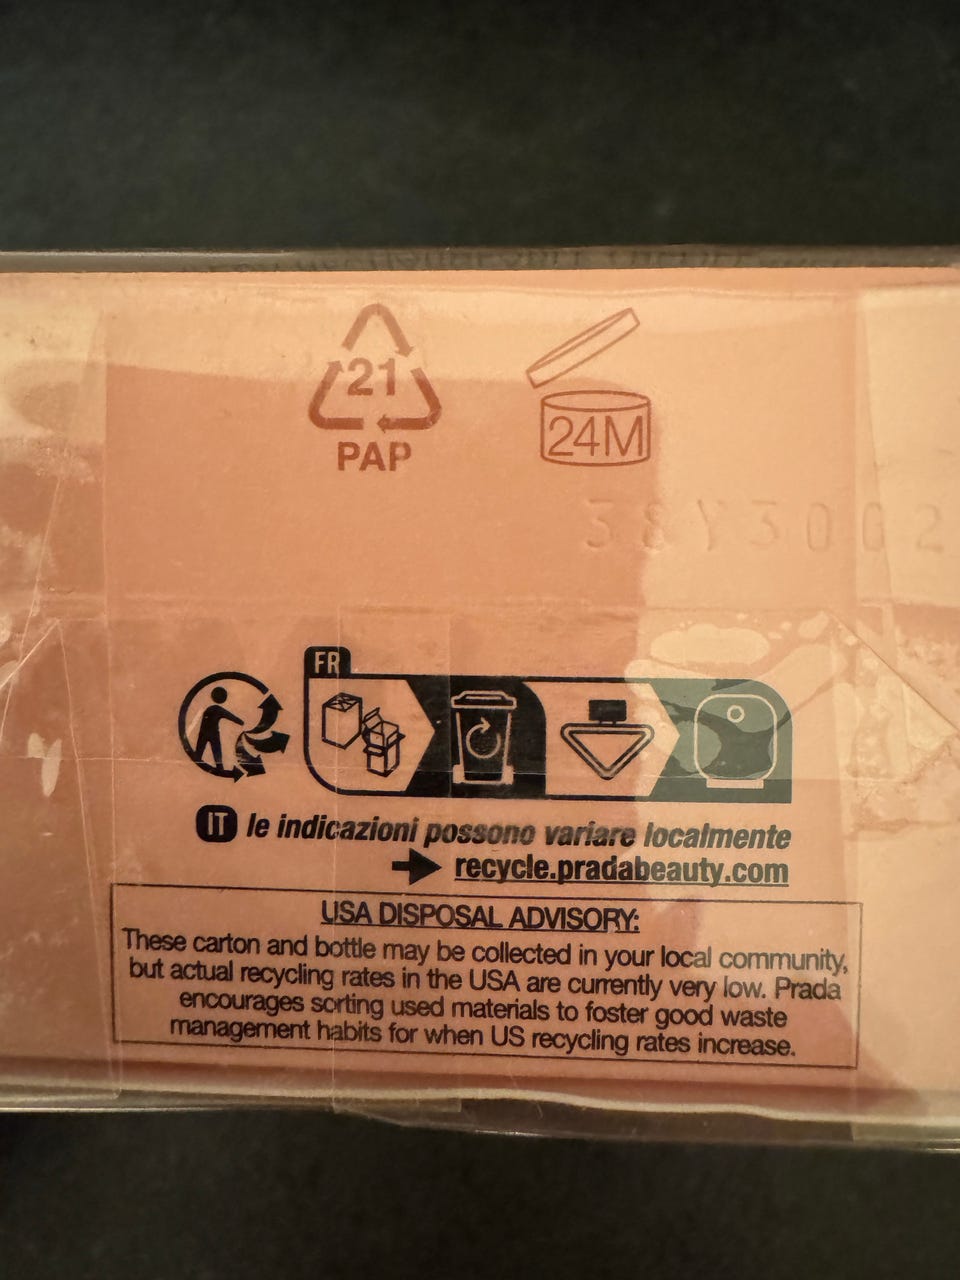 21
PAP
24M
38Y3002
FR
IT le indicazioni possono variare localmente
recycle.pradabeauty.com
USA DISPOSAL ADVISORY:
These carton and bottle may be collected in your local community,
but actual recycling rates in the USA are currently very low. Prada
encourages sorting used materials to foster good waste
management habits for when US recycling rates increase.